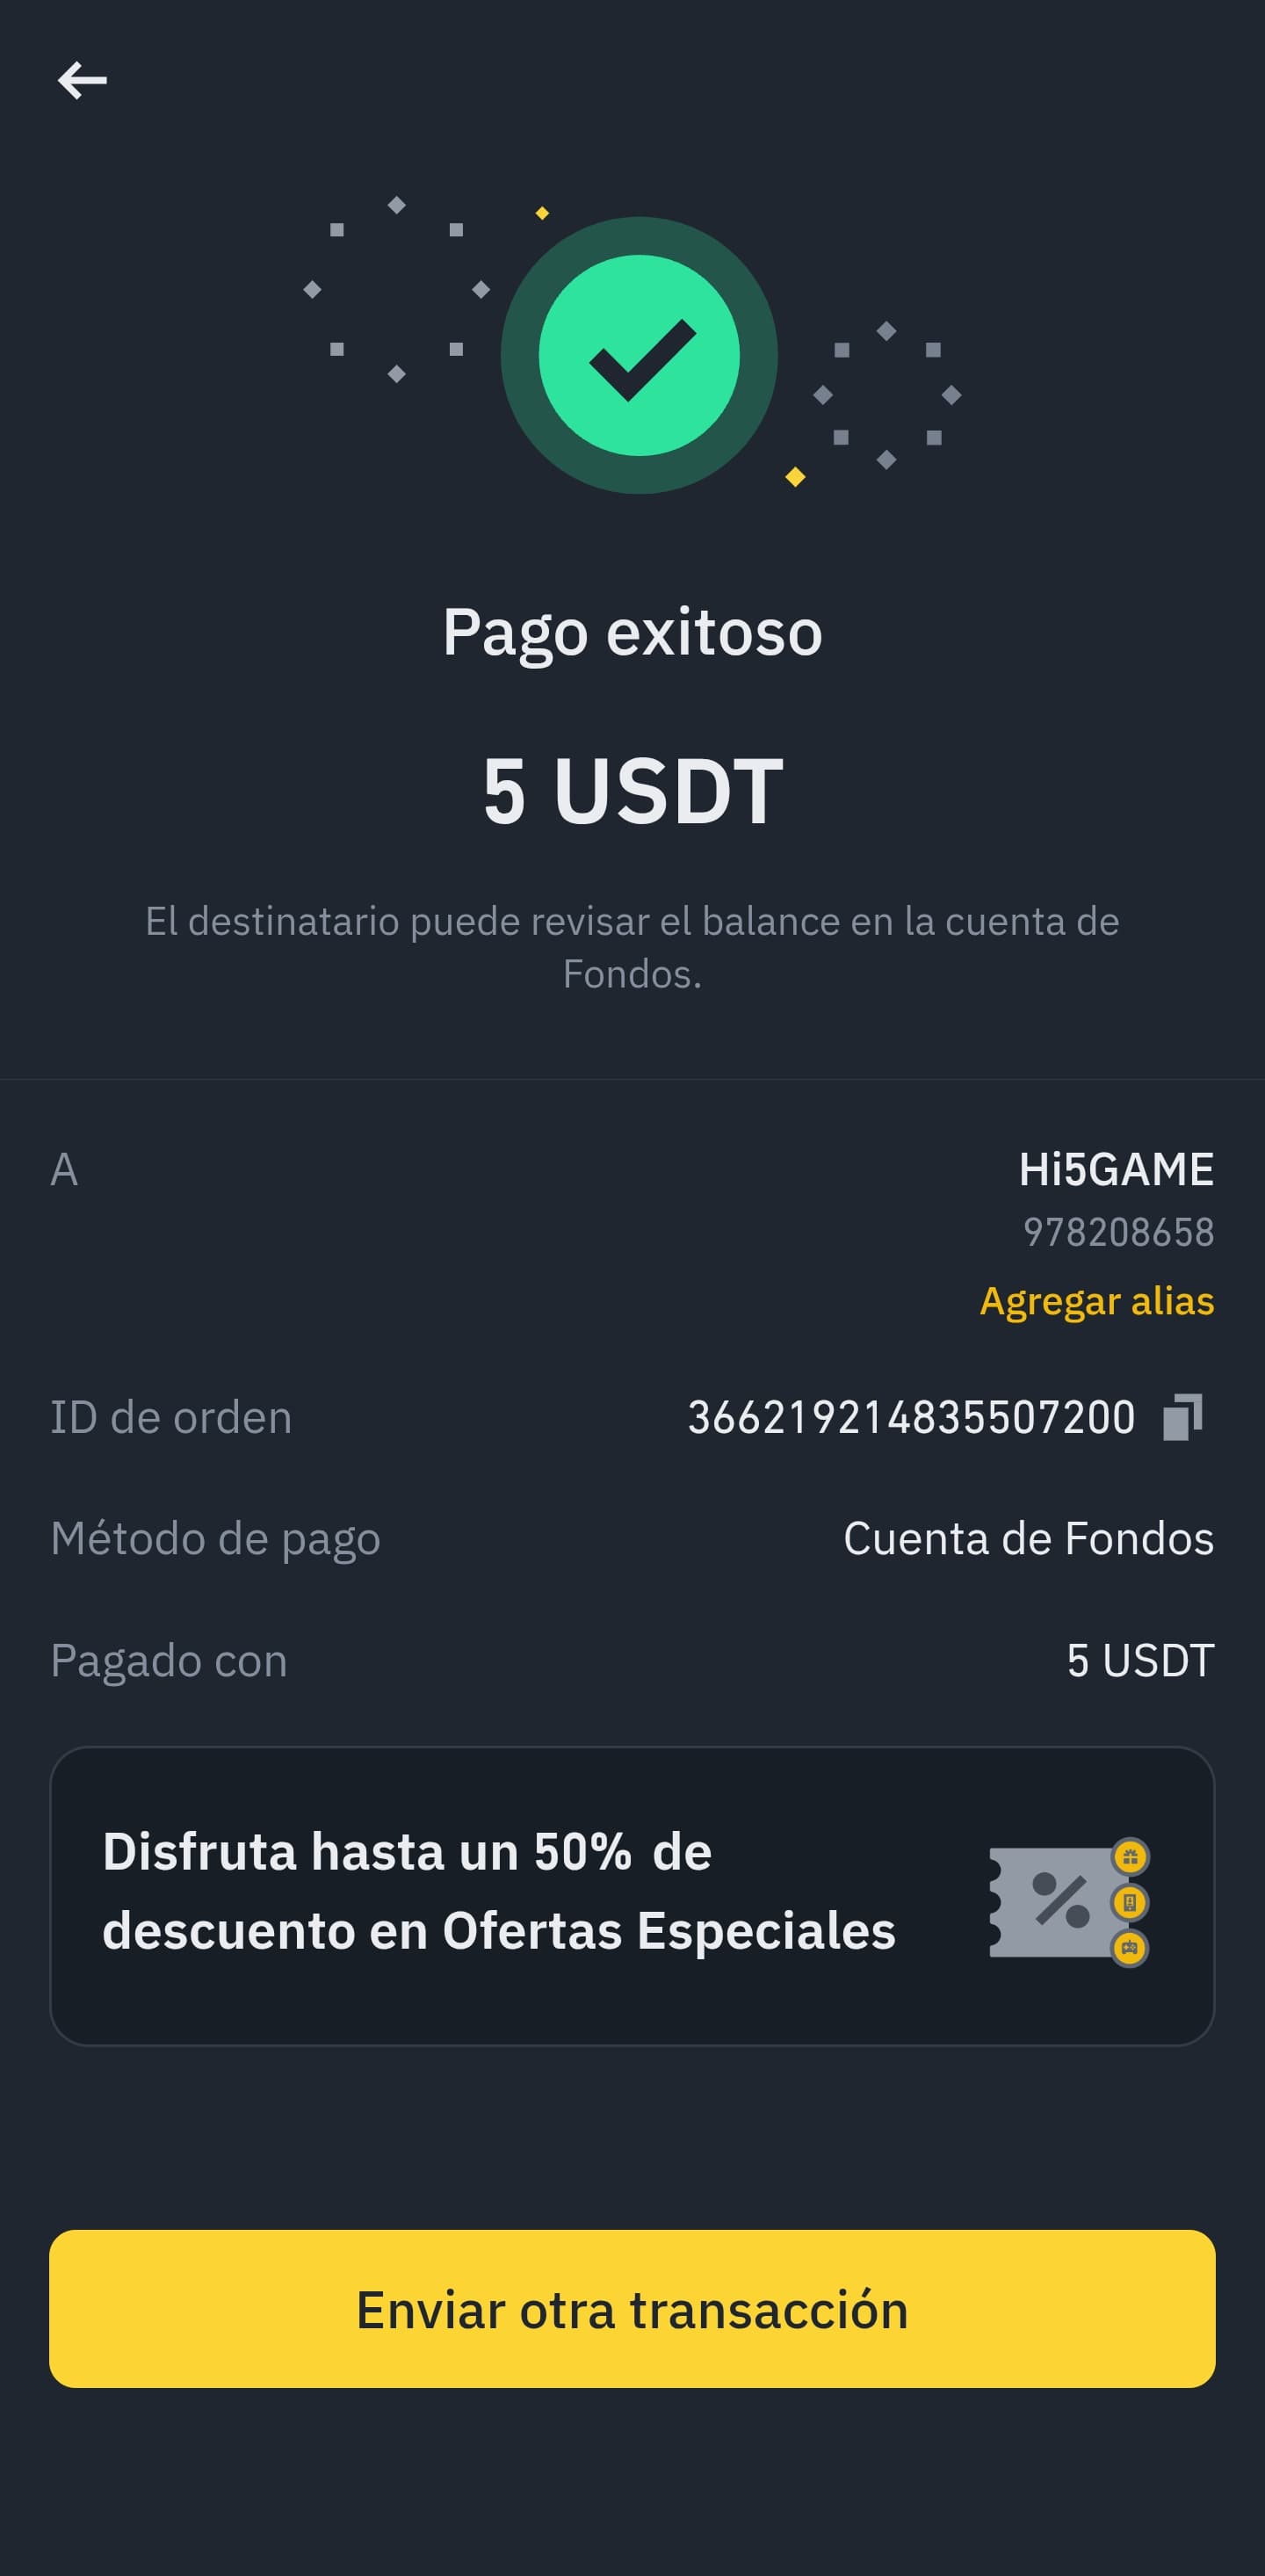 Pago exitoso
5 USDT
El destinatario puede revisar el balance en la cuenta de
Fondos.
A
Hi5GAME
978208658
Agregar alias
ID de orden
366219214835507200
Método de pago
Cuenta de Fondos
Pagado con
5 USDT
Disfruta hasta un 50% de
descuento en Ofertas Especiales
Enviar otra transacción